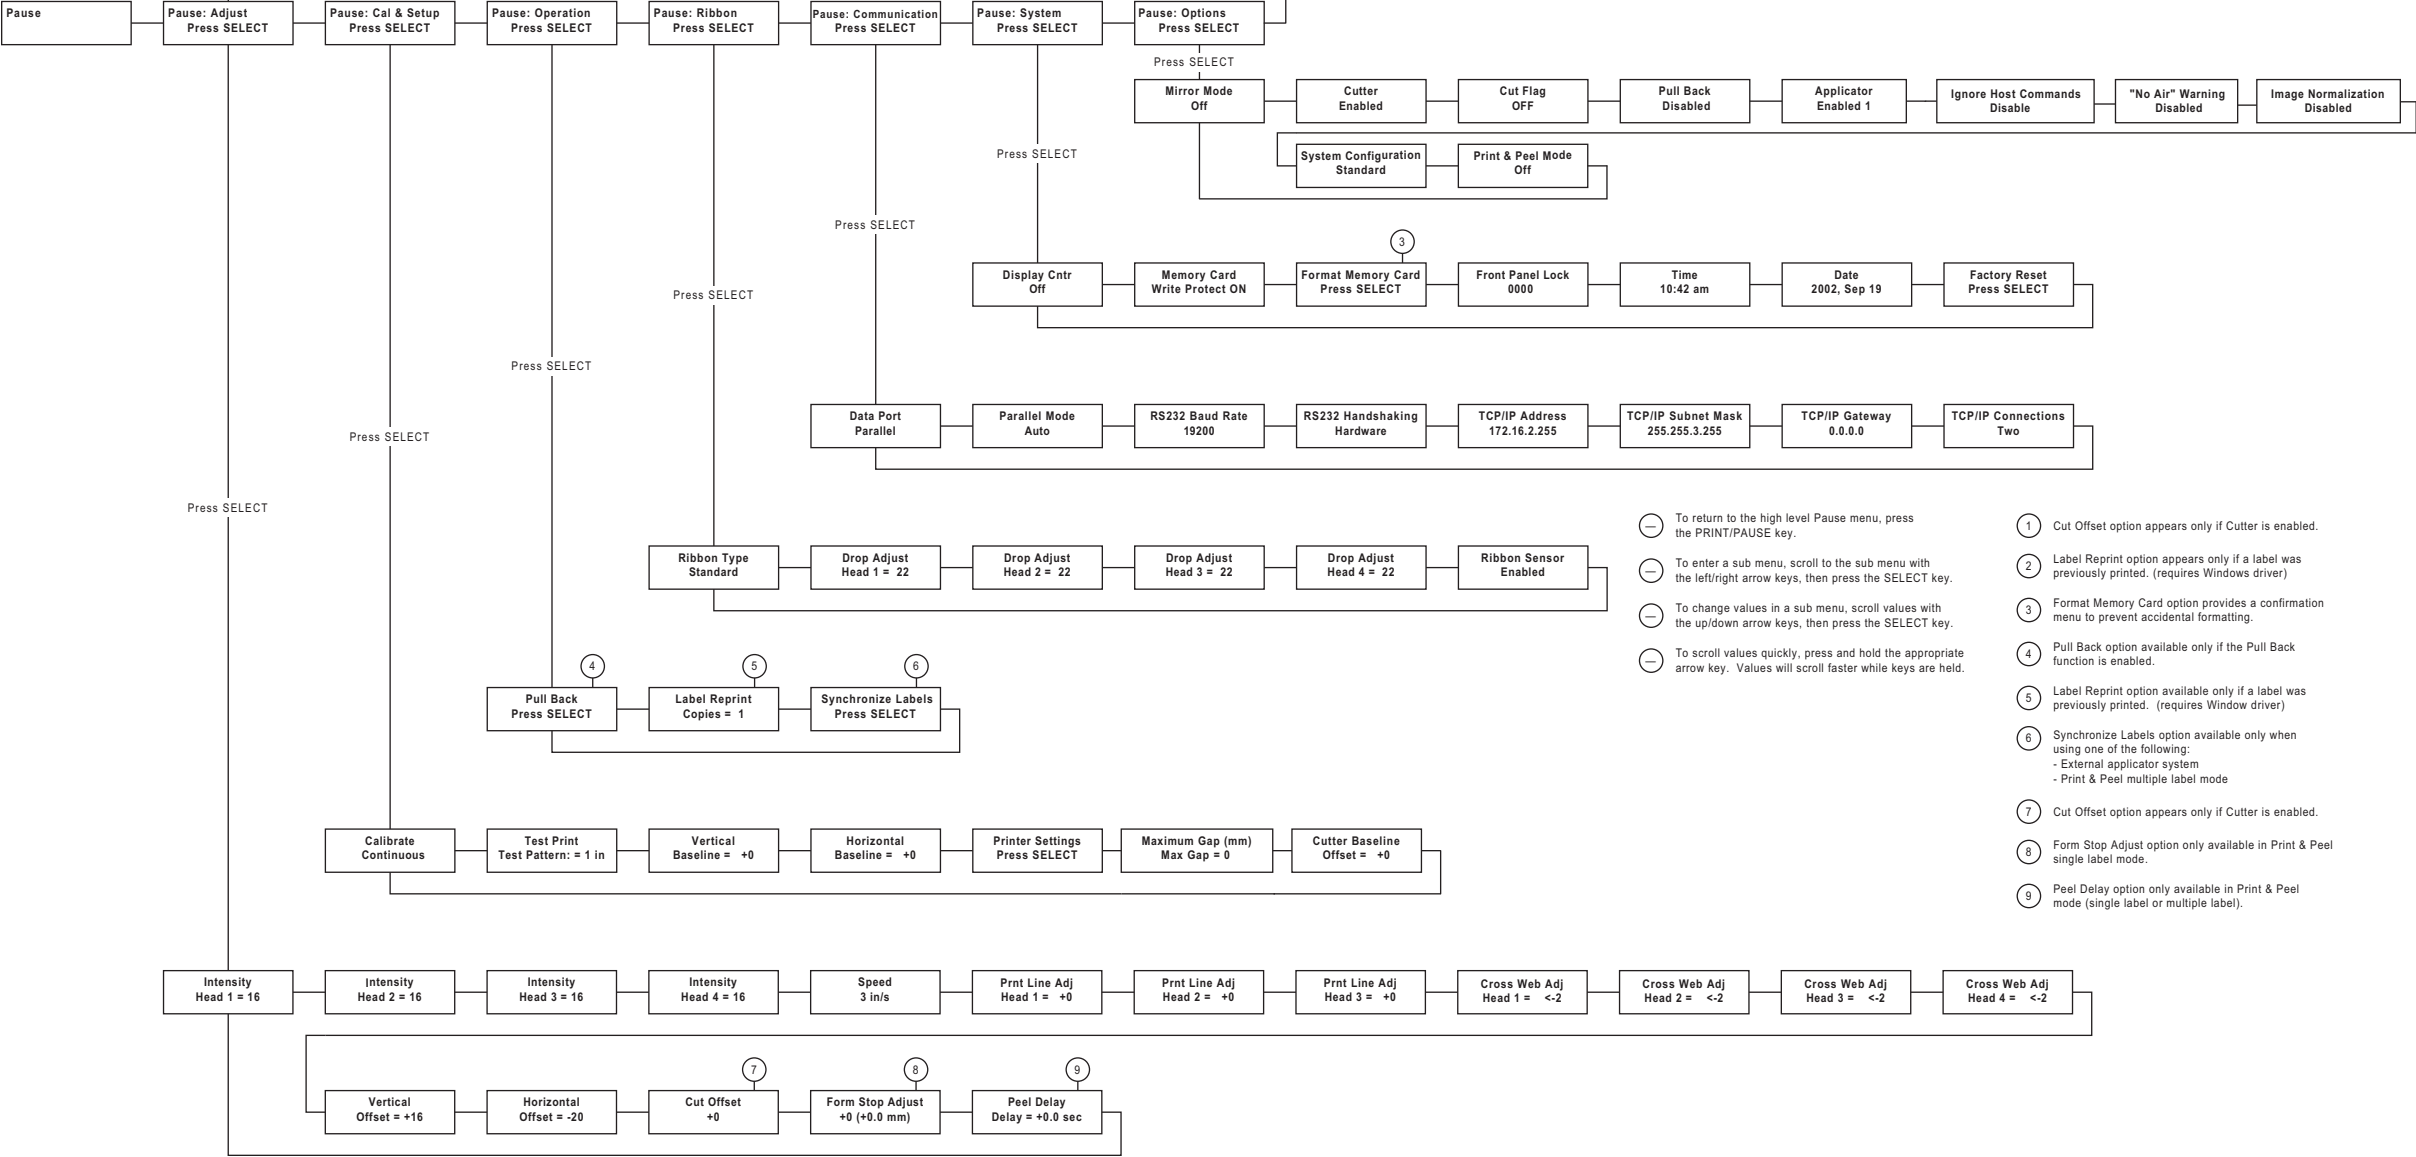 Pause
Pause: Adjust
Press SELECT
Pause: Cal & Setup
Press SELECT
Pause: Operation
Press SELECT
Pause: Ribbon
Press SELECT
Pause: Communication
Press SELECT
Pause: System
Press SELECT
Pause: Options
Press SELECT
Press SELECT
Mirror Mode
Off
Cutter
Enabled
Cut Flag
OFF
Pull Back
Disabled
Applicator
Enabled 1
Ignore Host Commands
Disable
"No Air" Warning
Disabled
Image Normalization
Disabled
Press SELECT
System Configuration
Standard
Print & Peel Mode
Off
Press SELECT
3
Display Cntr
Off
Memory Card
Write Protect ON
Format Memory Card
Press SELECT
Front Panel Lock
0000
Time
10:42 am
Date
2002, Sep 19
Factory Reset
Press SELECT
Press SELECT
Press SELECT
Data Port
Parallel
Parallel Mode
Auto
RS232 Baud Rate
19200
RS232 Handshaking
Hardware
TCP/IP Address
172.16.2.255
TCP/IP Subnet Mask
255.255.3.255
TCP/IP Gateway
0.0.0.0
TCP/IP Connections
Two
Press SELECT
Press SELECT
Ribbon Type
Standard
Drop Adjust
Head 1 = 22
Drop Adjust
Head 2 = 22
Drop Adjust
Head 3 = 22
Drop Adjust
Head 4 = 22
Ribbon Sensor
Enabled
— To return to the high level Pause menu, press
the PRINT/PAUSE key.
— To enter a sub menu, scroll to the sub menu with
the left/right arrow keys, then press the SELECT key.
— To change values in a sub menu, scroll values with
the up/down arrow keys, then press the SELECT key.
— To scroll values quickly, press and hold the appropriate
arrow key. Values will scroll faster while keys are held.
1 Cut Offset option appears only if Cutter is enabled.
2 Label Reprint option appears only if a label was
previously printed. (requires Windows driver)
3 Format Memory Card option provides a confirmation
menu to prevent accidental formatting.
4 Pull Back option available only if the Pull Back
function is enabled.
5 Label Reprint option available only if a label was
previously printed. (requires Window driver)
6 Synchronize Labels option available only when
using one of the following:
- External applicator system
- Print & Peel multiple label mode
7 Cut Offset option appears only if Cutter is enabled.
8 Form Stop Adjust option only available in Print & Peel
single label mode.
9 Peel Delay option only available in Print & Peel
mode (single label or multiple label).
4
5
6
Pull Back
Press SELECT
Label Reprint
Copies = 1
Synchronize Labels
Press SELECT
Calibrate
Continuous
Test Print
Test Pattern: = 1 in
Vertical
Baseline = +0
Horizontal
Baseline = +0
Printer Settings
Press SELECT
Maximum Gap (mm)
Max Gap = 0
Cutter Baseline
Offset = +0
Intensity
Head 1 = 16
Intensity
Head 2 = 16
Intensity
Head 3 = 16
Intensity
Head 4 = 16
Speed
3 in/s
Prnt Line Adj
Head 1 = +0
Prnt Line Adj
Head 2 = +0
Prnt Line Adj
Head 3 = +0
Cross Web Adj
Head 1 = <-2
Cross Web Adj
Head 2 = <-2
Cross Web Adj
Head 3 = <-2
Cross Web Adj
Head 4 = <-2
7
8
9
Vertical
Offset = +16
Horizontal
Offset = -20
Cut Offset
+0
Form Stop Adjust
+0 (+0.0 mm)
Peel Delay
Delay = +0.0 sec